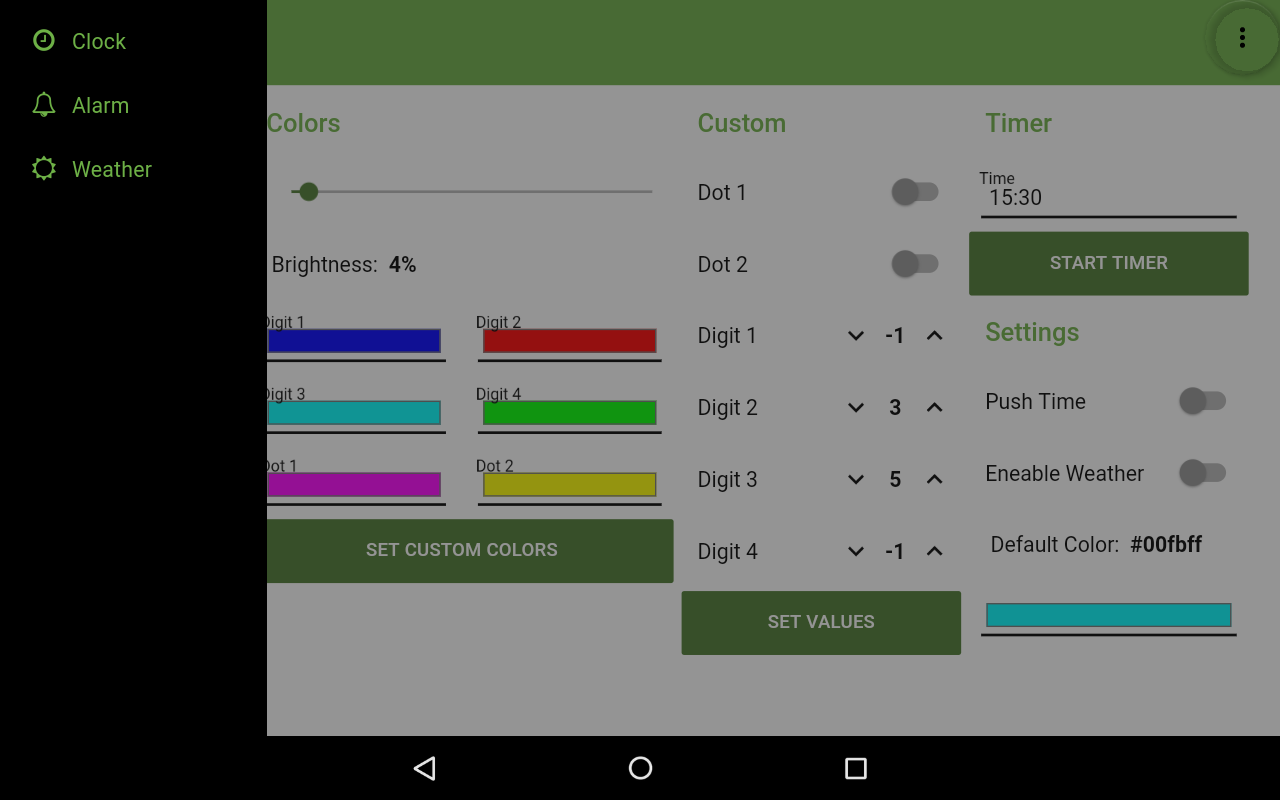 Clock
Alarm
Weather
Colors
Brightness: 4%
Digit 1
Digit 2
Digit 3
Digit 4
Dot 1
Dot 2
SET CUSTOM COLORS
Custom
Dot 1
Dot 2
Digit 1 -1
Digit 2 3
Digit 3 5
Digit 4 -1
SET VALUES
Timer
Time
15:30
START TIMER
Settings
Push Time
Eneable Weather
Default Color: #00fbff